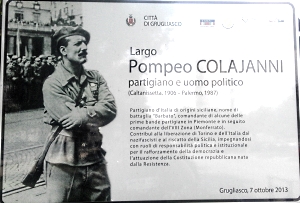 CITTÀ
DI GRUGLIASCO
Largo
Pompeo COLAJANNI
partigiano e uomo politico
(Caltanissetta, 1906 - Palermo, 1987)
Partigiano d'Italia di origini siciliane, nome di
battaglia "Barbato", comandante di alcune delle
prime bande partigiane in Piemonte e in seguito
comandante dell'VIII Zona (Monferrato).
Contribuì alla liberazione di Torino e dell'Italia dai
nazifascisti e al riscatto della Sicilia, impegnandosi
con ruoli di responsabilità politica e istituzionale
per il rafforzamento della democrazia e
l'attuazione della Costituzione repubblicana nata
dalla Resistenza.
Grugliasco, 7 ottobre 2013